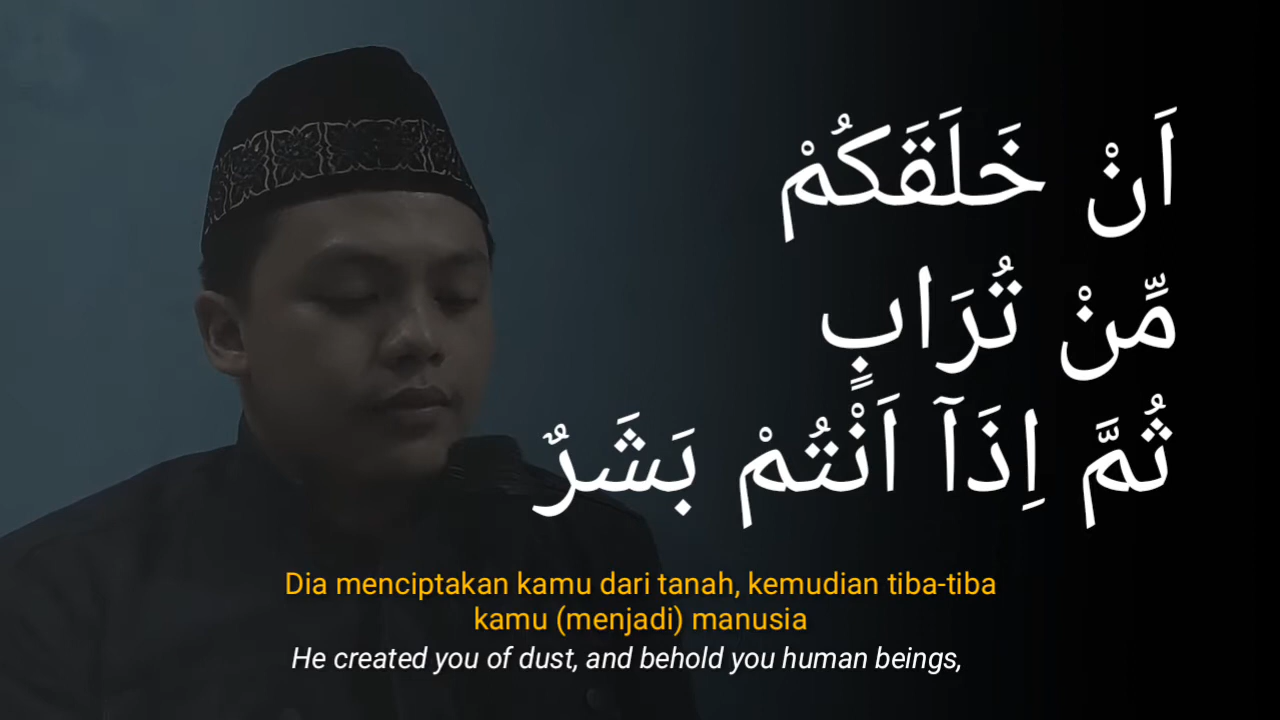 اَنْ خَلَقَكُمْ
مِّنْ تُرَابٍ
ثُمَّ اِذَآ اَنْتُمْ بَشَرٌ
Dia menciptakan kamu dari tanah, kemudian tiba-tiba
kamu (menjadi) manusia
He created you of dust, and behold you human beings,